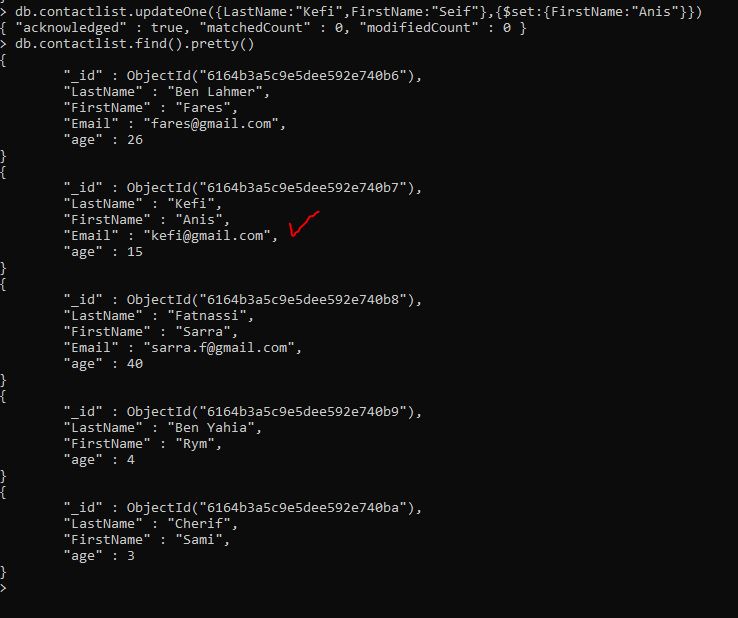 > db.contactlist.updateOne({LastName:"Kefi",FirstName:"Seif"},{$set:{FirstName:"Anis"}})
{ "acknowledged" : true, "matchedCount" : 0, "modifiedCount" : 0 }
> db.contactlist.find().pretty()
{
        "_id" : ObjectId("6164b3a5c9e5dee592e740b6"),
        "LastName" : "Ben Lahmer",
        "FirstName" : "Fares",
        "Email" : "fares@gmail.com",
        "age" : 26
}
{
        "_id" : ObjectId("6164b3a5c9e5dee592e740b7"),
        "LastName" : "Kefi",
        "FirstName" : "Anis",
        "Email" : "kefi@gmail.com",
        "age" : 15
}
{
        "_id" : ObjectId("6164b3a5c9e5dee592e740b8"),
        "LastName" : "Fatnassi",
        "FirstName" : "Sarra",
        "Email" : "sarra.f@gmail.com",
        "age" : 40
}
{
        "_id" : ObjectId("6164b3a5c9e5dee592e740b9"),
        "LastName" : "Ben Yahia",
        "FirstName" : "Rym",
        "age" : 4
}
{
        "_id" : ObjectId("6164b3a5c9e5dee592e740ba"),
        "LastName" : "Cherif",
        "FirstName" : "Sami",
        "age" : 3
}
>